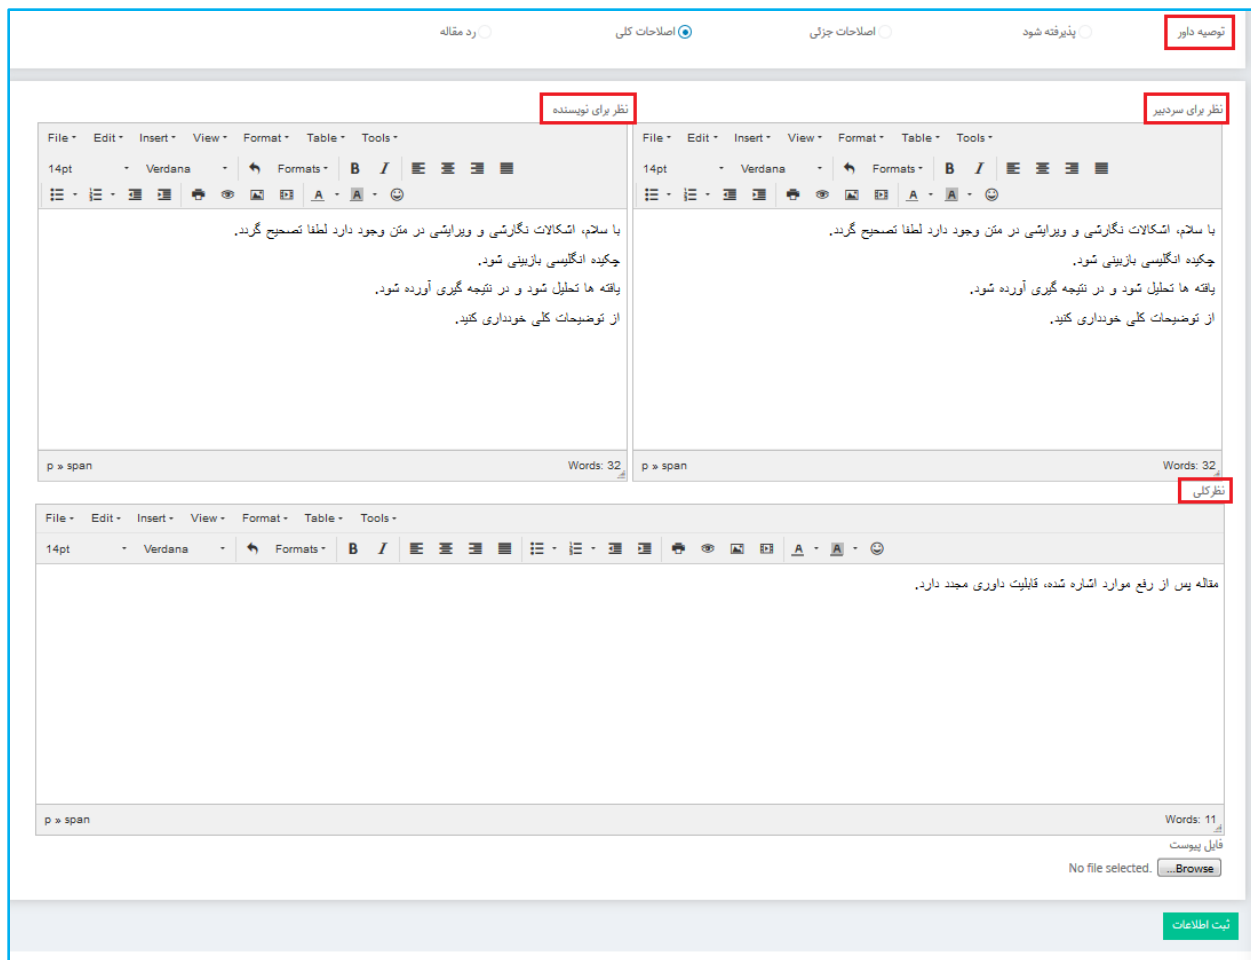 توصیه داور پذیرفته شود اصلاحات جزئی اصلاحات کلی رد مقاله
نظر برای سردبیر
File Edit Insert View Format Table Tools
14pt Verdana Formats B I
A A
با سلام، اشکالات نگارشی و ویرایشی در متن وجود دارد لطفا تصحیح گردد.
چکیده انگلیسی بازبینی شود.
یافته ها تحلیل شود و در نتیجه گیری آورده شود.
از توضیحات کلی خودداری کنید.
p » span Words: 32
نظر برای نویسنده
File Edit Insert View Format Table Tools
14pt Verdana Formats B I
A A
با سلام، اشکالات نگارشی و ویرایشی در متن وجود دارد لطفا تصحیح گردد.
چکیده انگلیسی بازبینی شود.
یافته ها تحلیل شود و در نتیجه گیری آورده شود.
از توضیحات کلی خودداری کنید.
p » span Words: 32
نظرکلی
File Edit Insert View Format Table Tools
14pt Verdana Formats B I A A
مقاله پس از رفع موارد اشاره شده، قابلیت داوری مجدد دارد.
p » span Words: 11
فایل پیوست
No file selected. ...Browse
ثبت اطلاعات